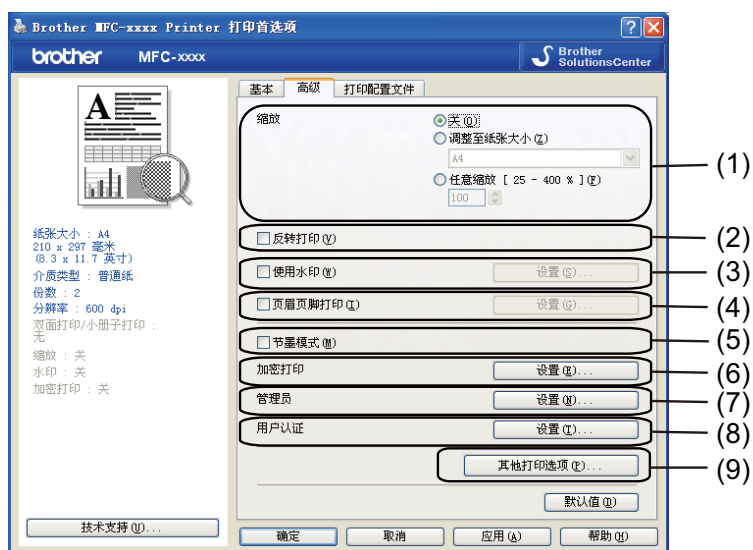 Brother MFC-xxxx Printer 打印首选项
brother MFC-xxxx
Brother SolutionsCenter
基本 高级 打印配置文件
缩放
关(O)
调整至纸张大小(Z)
A4
任意缩放 [ 25 - 400 % ](F)
100
(1)
反转打印(V)
(2)
使用水印(W) 设置(S)...
(3)
页眉页脚打印(I) 设置(G)...
(4)
节墨模式(M)
(5)
加密打印 设置(E)...
(6)
管理员 设置(N)...
(7)
用户认证 设置(T)...
(8)
其他打印选项(P)...
(9)
默认值(D)
A
纸张大小 : A4
210 x 297 毫米
(8.3 x 11.7 英寸)
介质类型 : 普通纸
份数 : 2
分辨率 : 600 dpi
双面打印/小册子打印 :
无
缩放 : 关
水印 : 关
加密打印 : 关
技术支持(U)...
确定 取消 应用(A) 帮助(H)